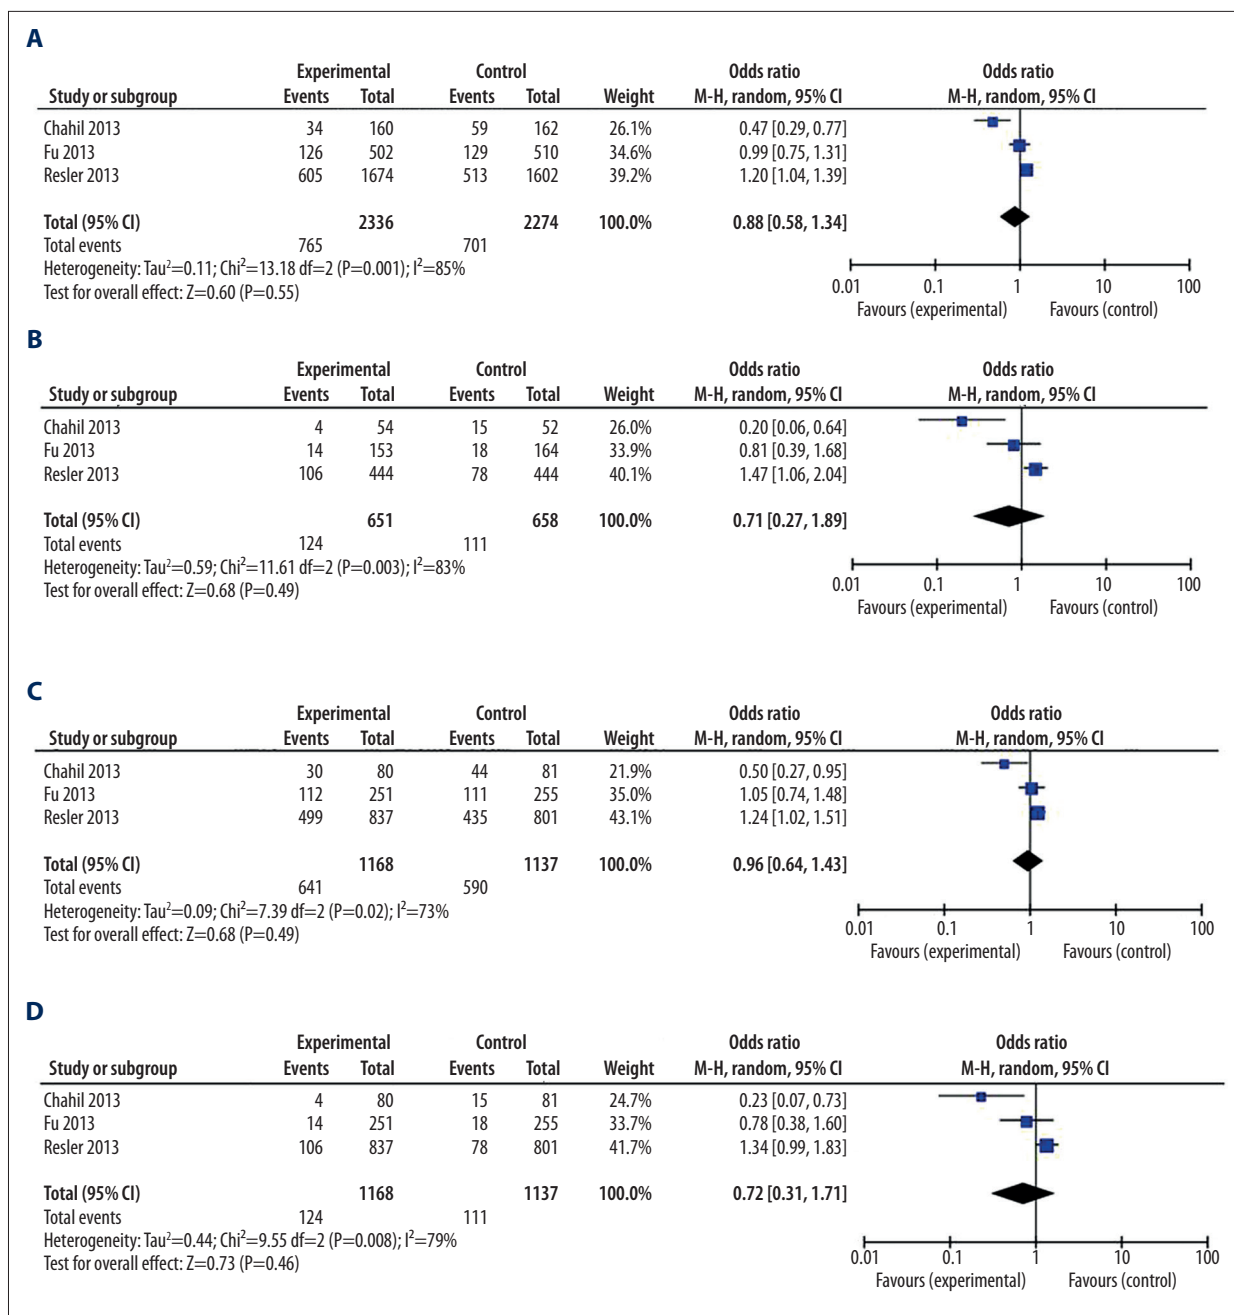 A
Experimental Control Odds ratio Odds ratio
Study or subgroup Events Total Events Total Weight M-H, random, 95% CI M-H, random, 95% CI
Chahil 2013 34 160 59 162 26.1% 0.47 [0.29, 0.77]
Fu 2013 126 502 129 510 34.6% 0.99 [0.75, 1.31]
Resler 2013 605 1674 513 1602 39.2% 1.20 [1.04, 1.39]
Total (95% CI) 2336 2274 100.0% 0.88 [0.58, 1.34]
Total events 765 701
Heterogeneity: Tau²=0.11; Chi²=13.18 df=2 (P=0.001); I²=85%
Test for overall effect: Z=0.60 (P=0.55)
0.01 0.1 1 10 100
Favours (experimental) Favours (control)
B
Experimental Control Odds ratio Odds ratio
Study or subgroup Events Total Events Total Weight M-H, random, 95% CI M-H, random, 95% CI
Chahil 2013 4 54 15 52 26.0% 0.20 [0.06, 0.64]
Fu 2013 14 153 18 164 33.9% 0.81 [0.39, 1.68]
Resler 2013 106 444 78 444 40.1% 1.47 [1.06, 2.04]
Total (95% CI) 651 658 100.0% 0.71 [0.27, 1.89]
Total events 124 111
Heterogeneity: Tau²=0.59; Chi²=11.61 df=2 (P=0.003); I²=83%
Test for overall effect: Z=0.68 (P=0.49)
0.01 0.1 1 10 100
Favours (experimental) Favours (control)
C
Experimental Control Odds ratio Odds ratio
Study or subgroup Events Total Events Total Weight M-H, random, 95% CI M-H, random, 95% CI
Chahil 2013 30 80 44 81 21.9% 0.50 [0.27, 0.95]
Fu 2013 112 251 111 255 35.0% 1.05 [0.74, 1.48]
Resler 2013 499 837 435 801 43.1% 1.24 [1.02, 1.51]
Total (95% CI) 1168 1137 100.0% 0.96 [0.64, 1.43]
Total events 641 590
Heterogeneity: Tau²=0.09; Chi²=7.39 df=2 (P=0.02); I²=73%
Test for overall effect: Z=0.68 (P=0.49)
0.01 0.1 1 10 100
Favours (experimental) Favours (control)
D
Experimental Control Odds ratio Odds ratio
Study or subgroup Events Total Events Total Weight M-H, random, 95% CI M-H, random, 95% CI
Chahil 2013 4 80 15 81 24.7% 0.23 [0.07, 0.73]
Fu 2013 14 251 18 255 33.7% 0.78 [0.38, 1.60]
Resler 2013 106 837 78 801 41.7% 1.34 [0.99, 1.83]
Total (95% CI) 1168 1137 100.0% 0.72 [0.31, 1.71]
Total events 124 111
Heterogeneity: Tau²=0.44; Chi²=9.55 df=2 (P=0.008); I²=79%
Test for overall effect: Z=0.73 (P=0.46)
0.01 0.1 1 10 100
Favours (experimental) Favours (control)